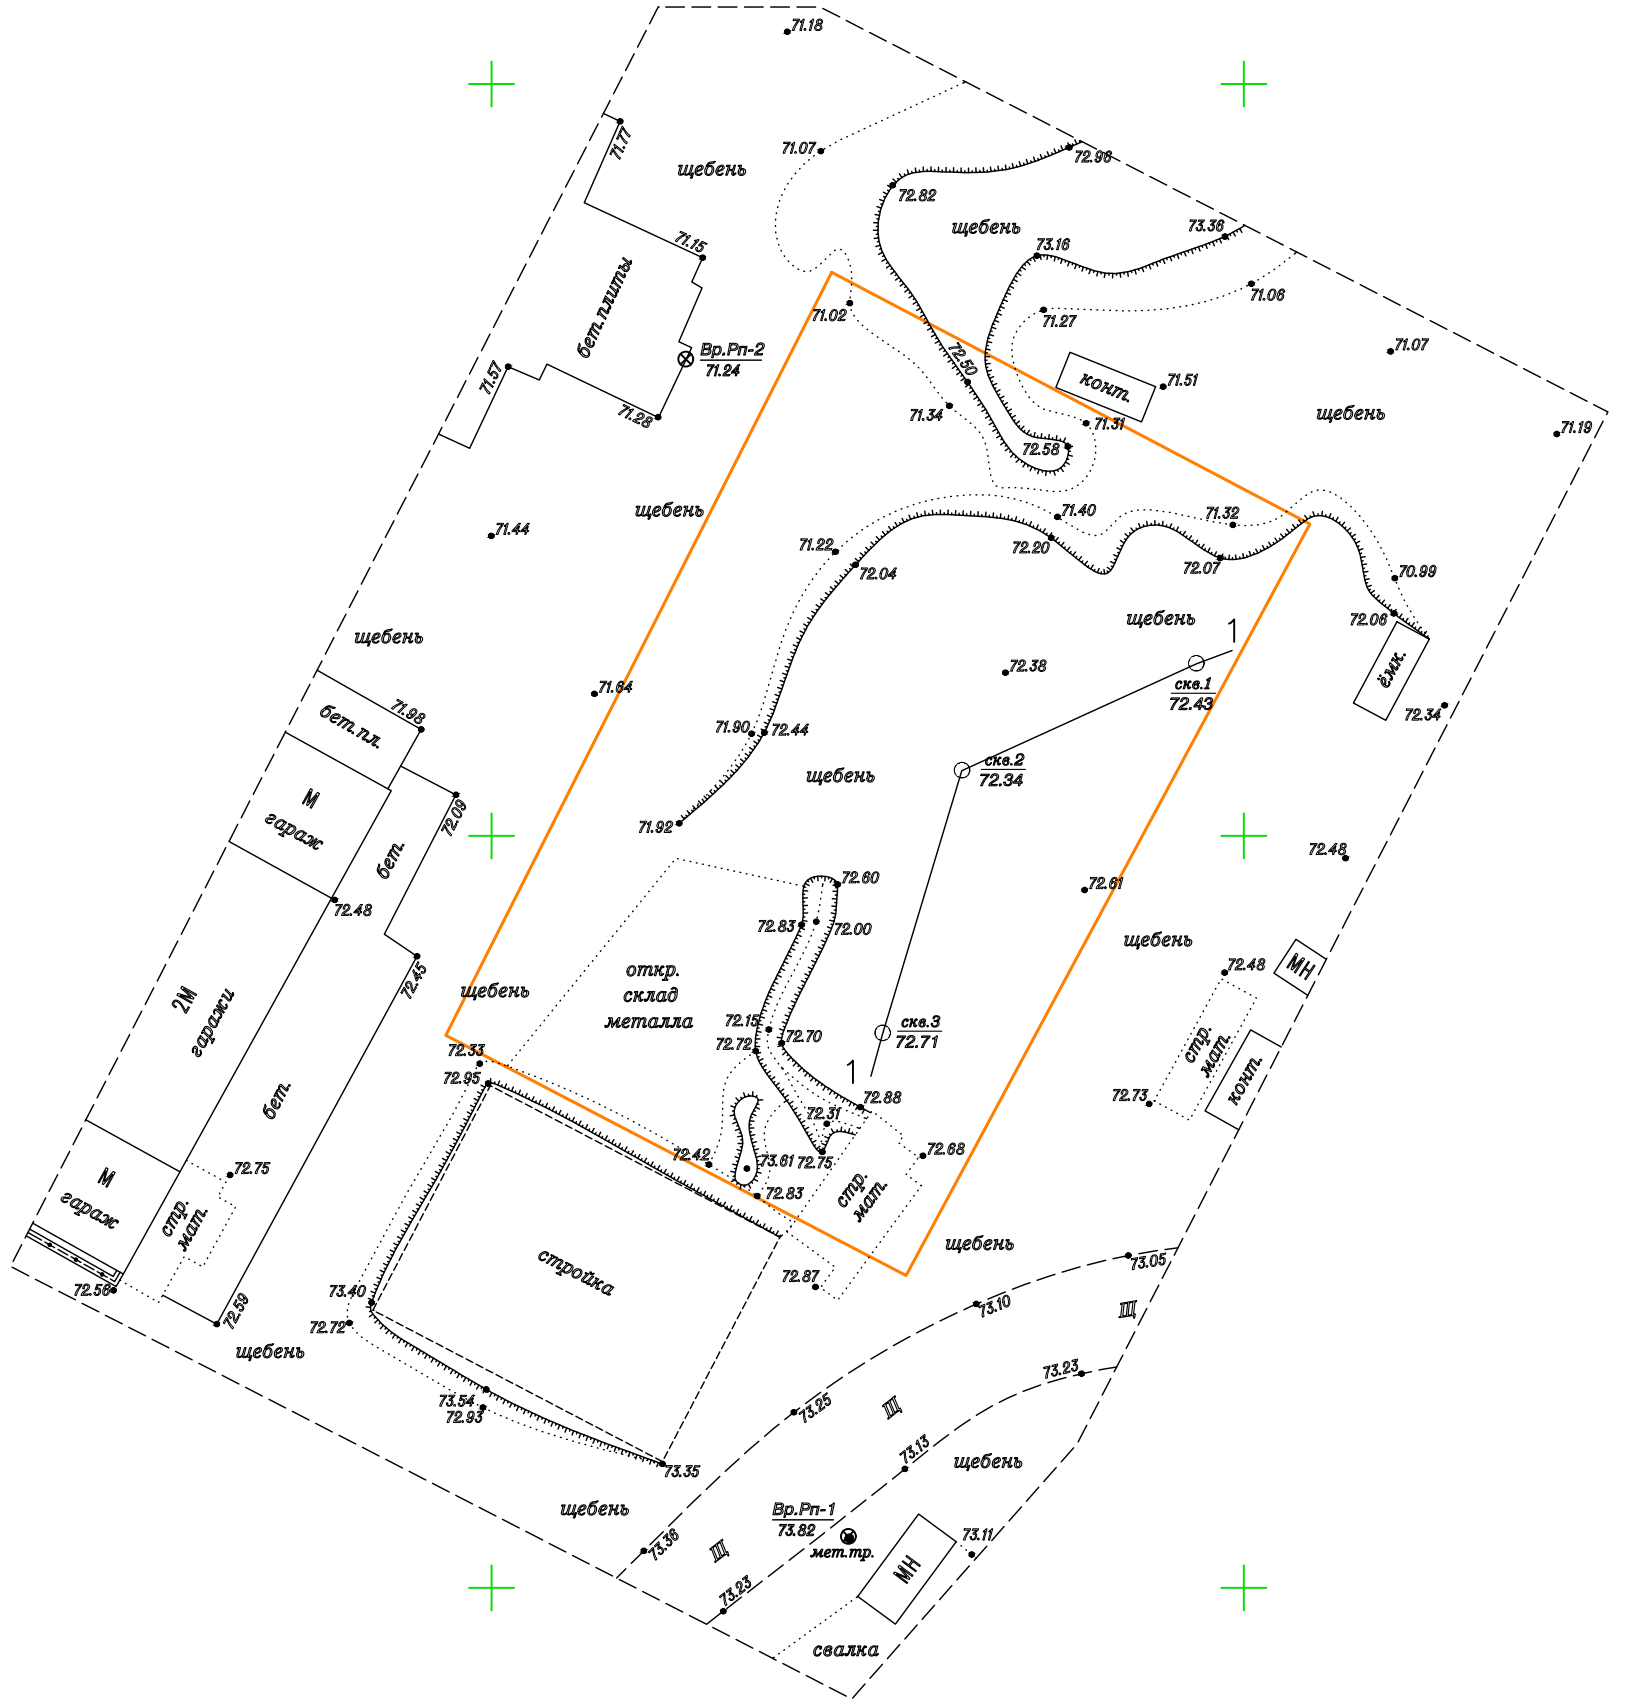 71.18
71.77
71.07
72.96
щебень
72.82
щебень
73.36
73.16
71.15
71.06
бет.плиты
71.02
71.27
Вр.Рп-2
71.24
71.07
71.57
72.50
конт.
71.51
71.28
71.34
71.31
щебень
71.19
72.58
щебень
71.44
71.40
71.32
71.22
72.20
72.04
72.07
70.99
щебень
щебень
72.06
1
72.38
ёмк.
71.64
скв.1
72.43
71.98
72.34
бет.пл.
71.90
72.44
скв.2
72.34
щебень
М
гараж
72.09
71.92
бет.
72.48
72.60
72.61
72.48
72.83
72.00
щебень
72.45
откр.
склад
металла
72.48
МН
щебень
2М
гаражи
72.15
72.70
скв.3
72.71
стр.
мат.
72.33
72.72
72.95
1
конт.
бет.
72.88
72.73
72.31
72.42
73.61
72.75
72.68
М
гараж
72.75
72.83
стр.
мат.
стр.
мат.
щебень
стройка
73.05
72.56
72.87
73.40
73.10
Щ
72.59
72.72
щебень
73.23
73.54
72.93
73.25
Щ
73.13
щебень
73.35
щебень
Вр.Рп-1
73.82
73.36
Щ
мет.тр.
73.11
МН
73.23
свалка